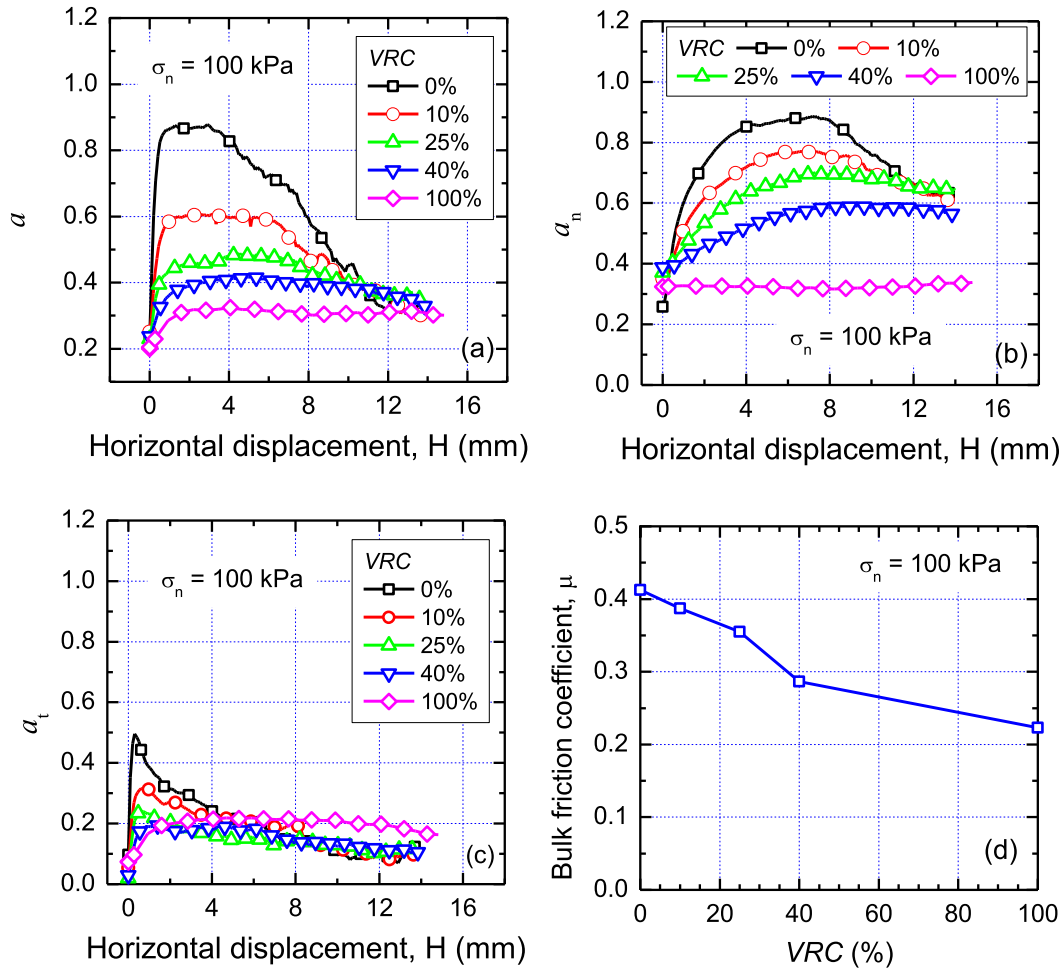 1.2
1.0
0.8
0.6
0.4
0.2
a
σn = 100 kPa
VRC
0%
10%
25%
40%
100%
(a)
0 4 8 12 16
Horizontal displacement, H (mm)
1.2
1.0
0.8
0.6
0.4
0.2
0.0
an
VRC 0% 10%
25% 40% 100%
σn = 100 kPa
(b)
0 4 8 12 16
Horizontal displacement, H (mm)
1.2
1.0
0.8
0.6
0.4
0.2
0.0
at
σn = 100 kPa
VRC
0%
10%
25%
40%
100%
(c)
0 4 8 12 16
Horizontal displacement, H (mm)
0.5
0.4
0.3
0.2
0.1
0.0
Bulk friction coefficient, μ
σn = 100 kPa
(d)
0 20 40 60 80 100
VRC (%)